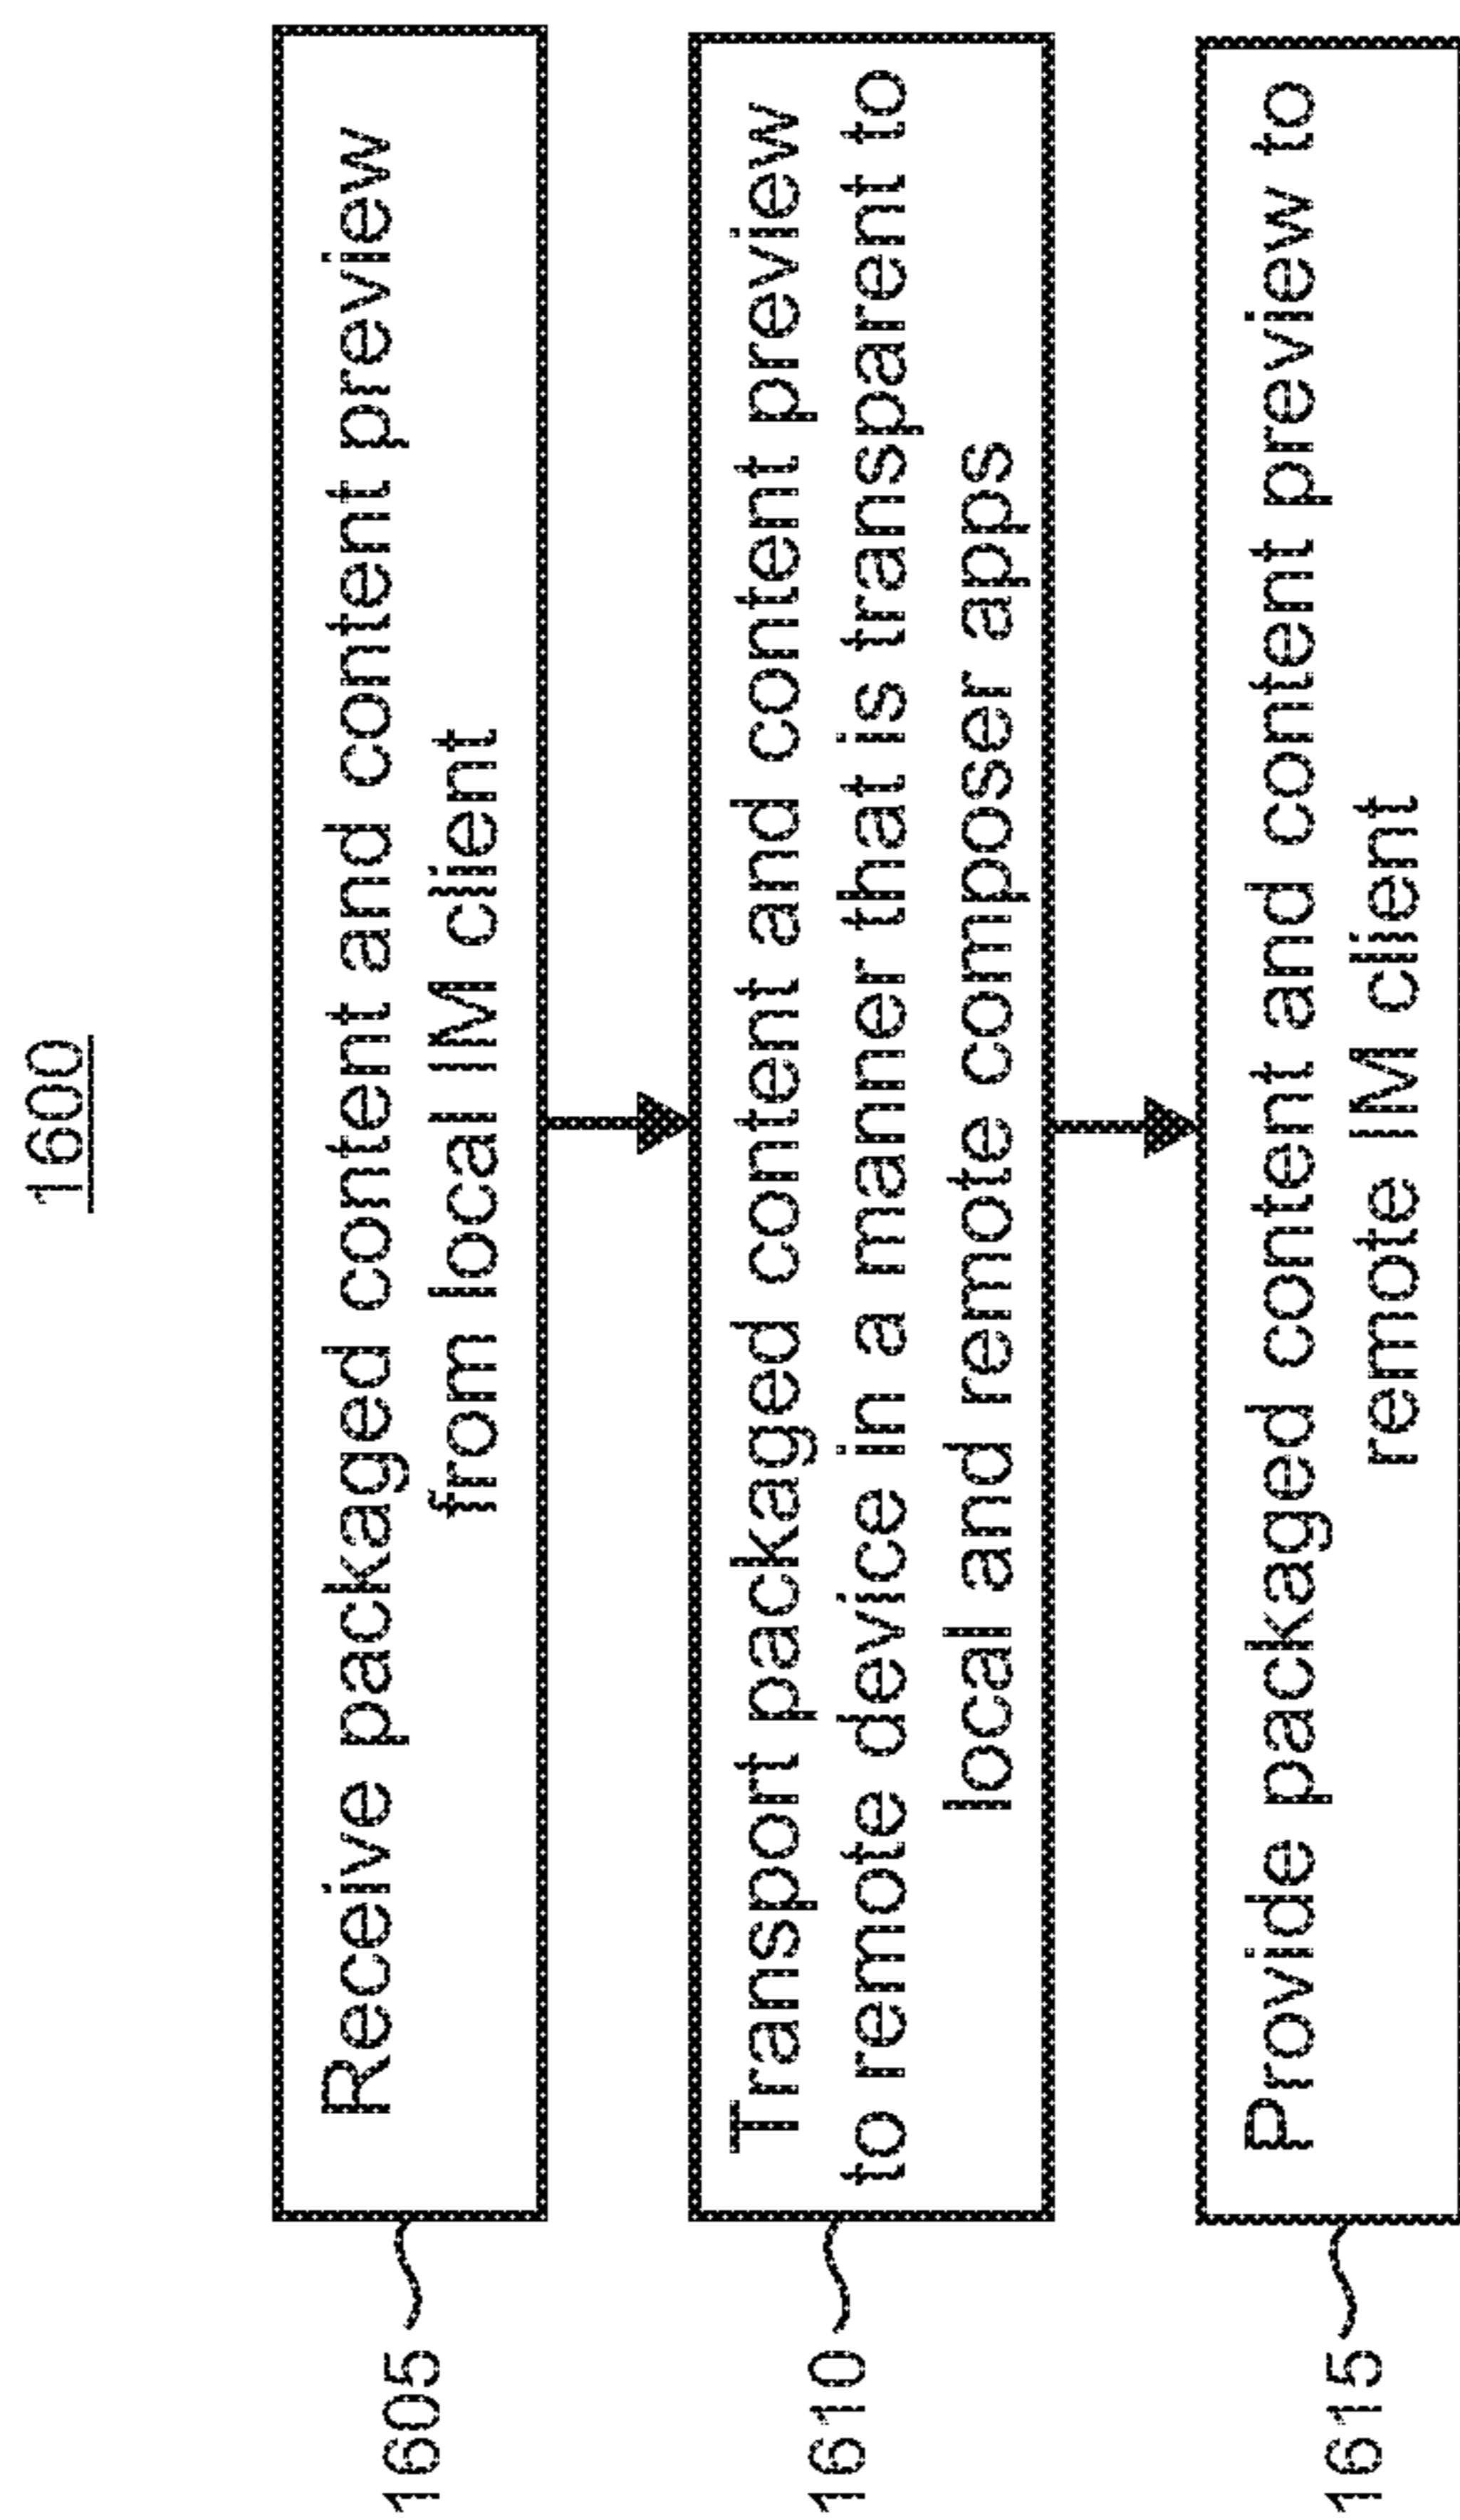 1600
1605
Receive packaged content and content preview
from local IM client
1610
Transport packaged content and content preview
to remote device in a manner that is transparent to
local and remote composer apps
1615
Provide packaged content and content preview to
remote IM client